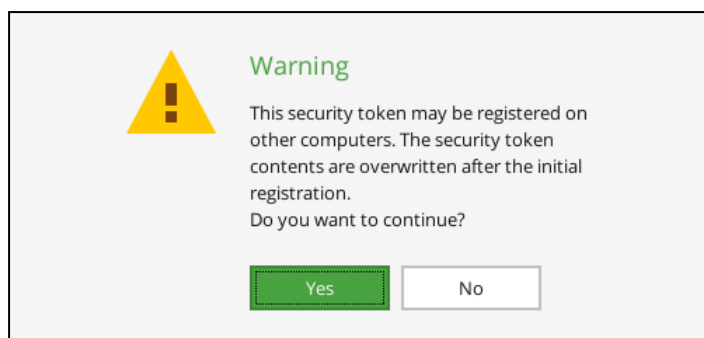 Warning
This security token may be registered on
other computers. The security token
contents are overwritten after the initial
registration.
Do you want to continue?
Yes
No